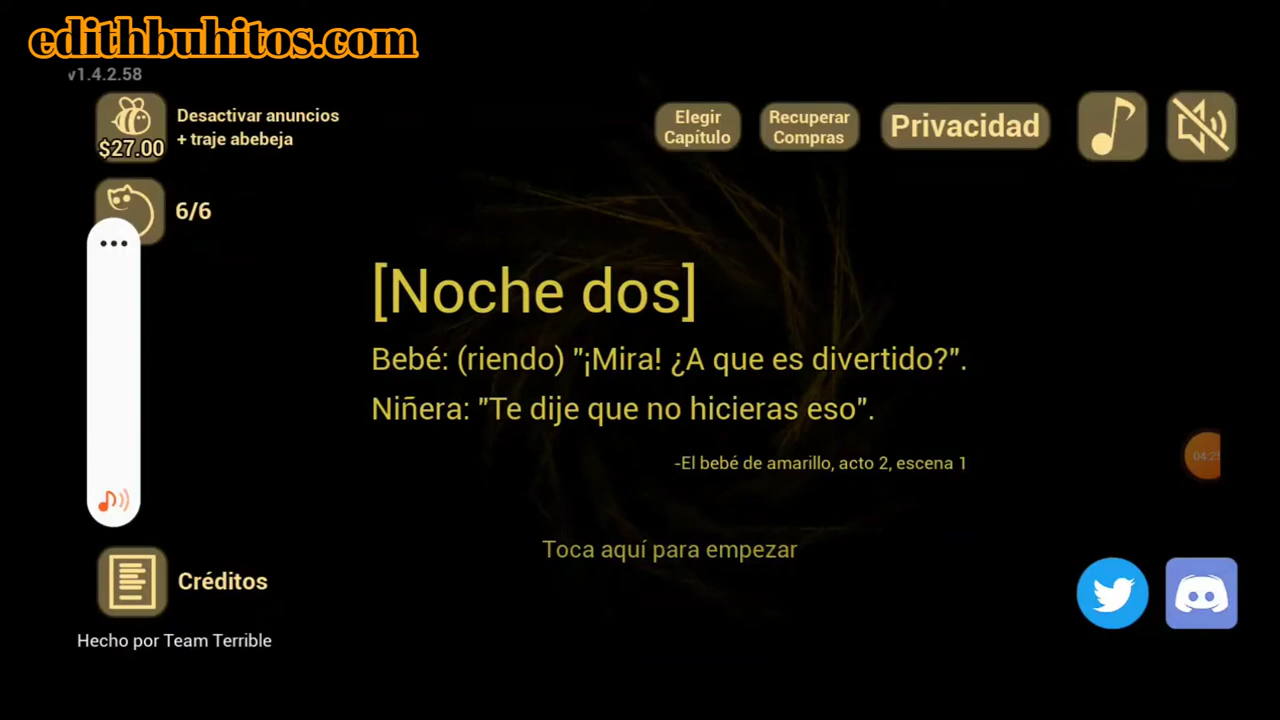 edithbuhitos.com
v1.4.2.58
$27.00
Desactivar anuncios
+ traje abebeja
Elegir
Capítulo
Recuperar
Compras
Privacidad
6/6
[Noche dos]
Bebé: (riendo) "¡Mira! ¿A que es divertido?".
Niñera: "Te dije que no hicieras eso".
-El bebé de amarillo, acto 2, escena 1
Toca aquí para empezar
Créditos
Hecho por Team Terrible